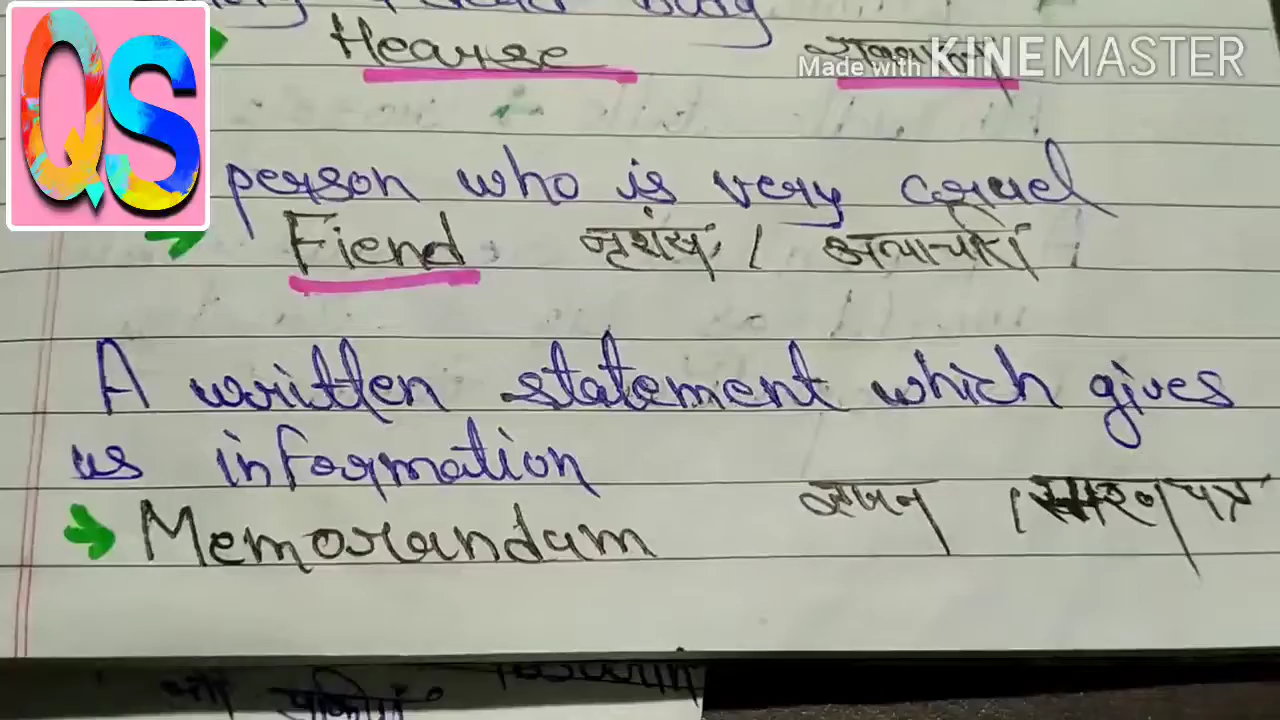 Hearse
QS
Made with KINEMASTER
person who is very cruel
Fiend नृशंस / अत्याचारी
A written statement which gives
us information
Memorandum ज्ञापन / स्मरण पत्र